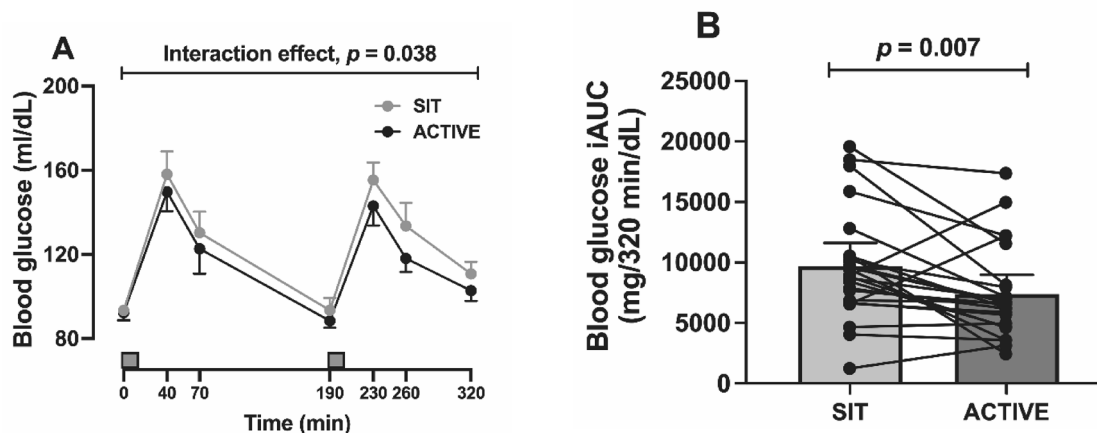 A
Interaction effect, p = 0.038
Blood glucose (ml/dL)
200
160
120
80
SIT
ACTIVE
0 40 70 190 230 260 320
Time (min)
B
p = 0.007
Blood glucose iAUC
(mg/320 min/dL)
25000
20000
15000
10000
5000
0
SIT ACTIVE